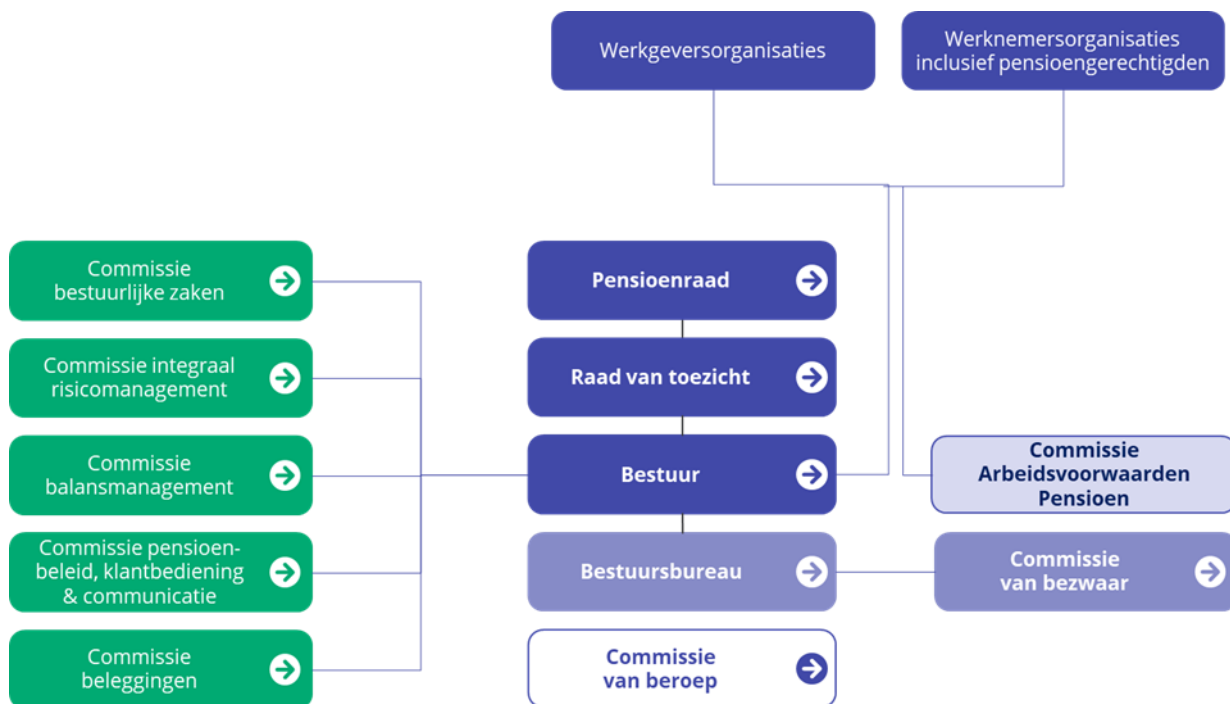 Werkgeversorganisaties
Werknemersorganisaties
inclusief pensioengerechtigden
Commissie
bestuurlijke zaken
Commissie integraal
risicomanagement
Commissie
balansmanagement
Commissie pensioen-
beleid, klantbediening
& communicatie
Commissie
beleggingen
Pensioenraad
Raad van toezicht
Bestuur
Bestuursbureau
Commissie
van beroep
Commissie
Arbeidsvoorwaarden
Pensioen
Commissie
van bezwaar